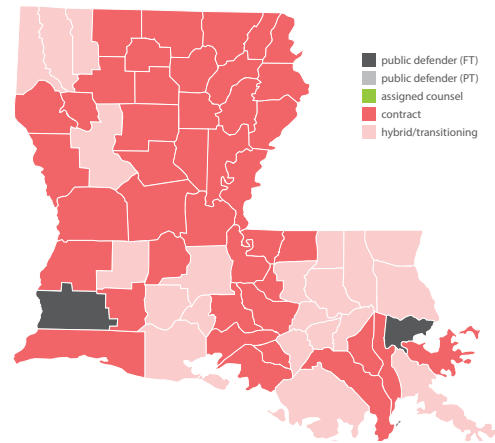 public defender (FT)
public defender (PT)
assigned counsel
contract
hybrid/transitioning